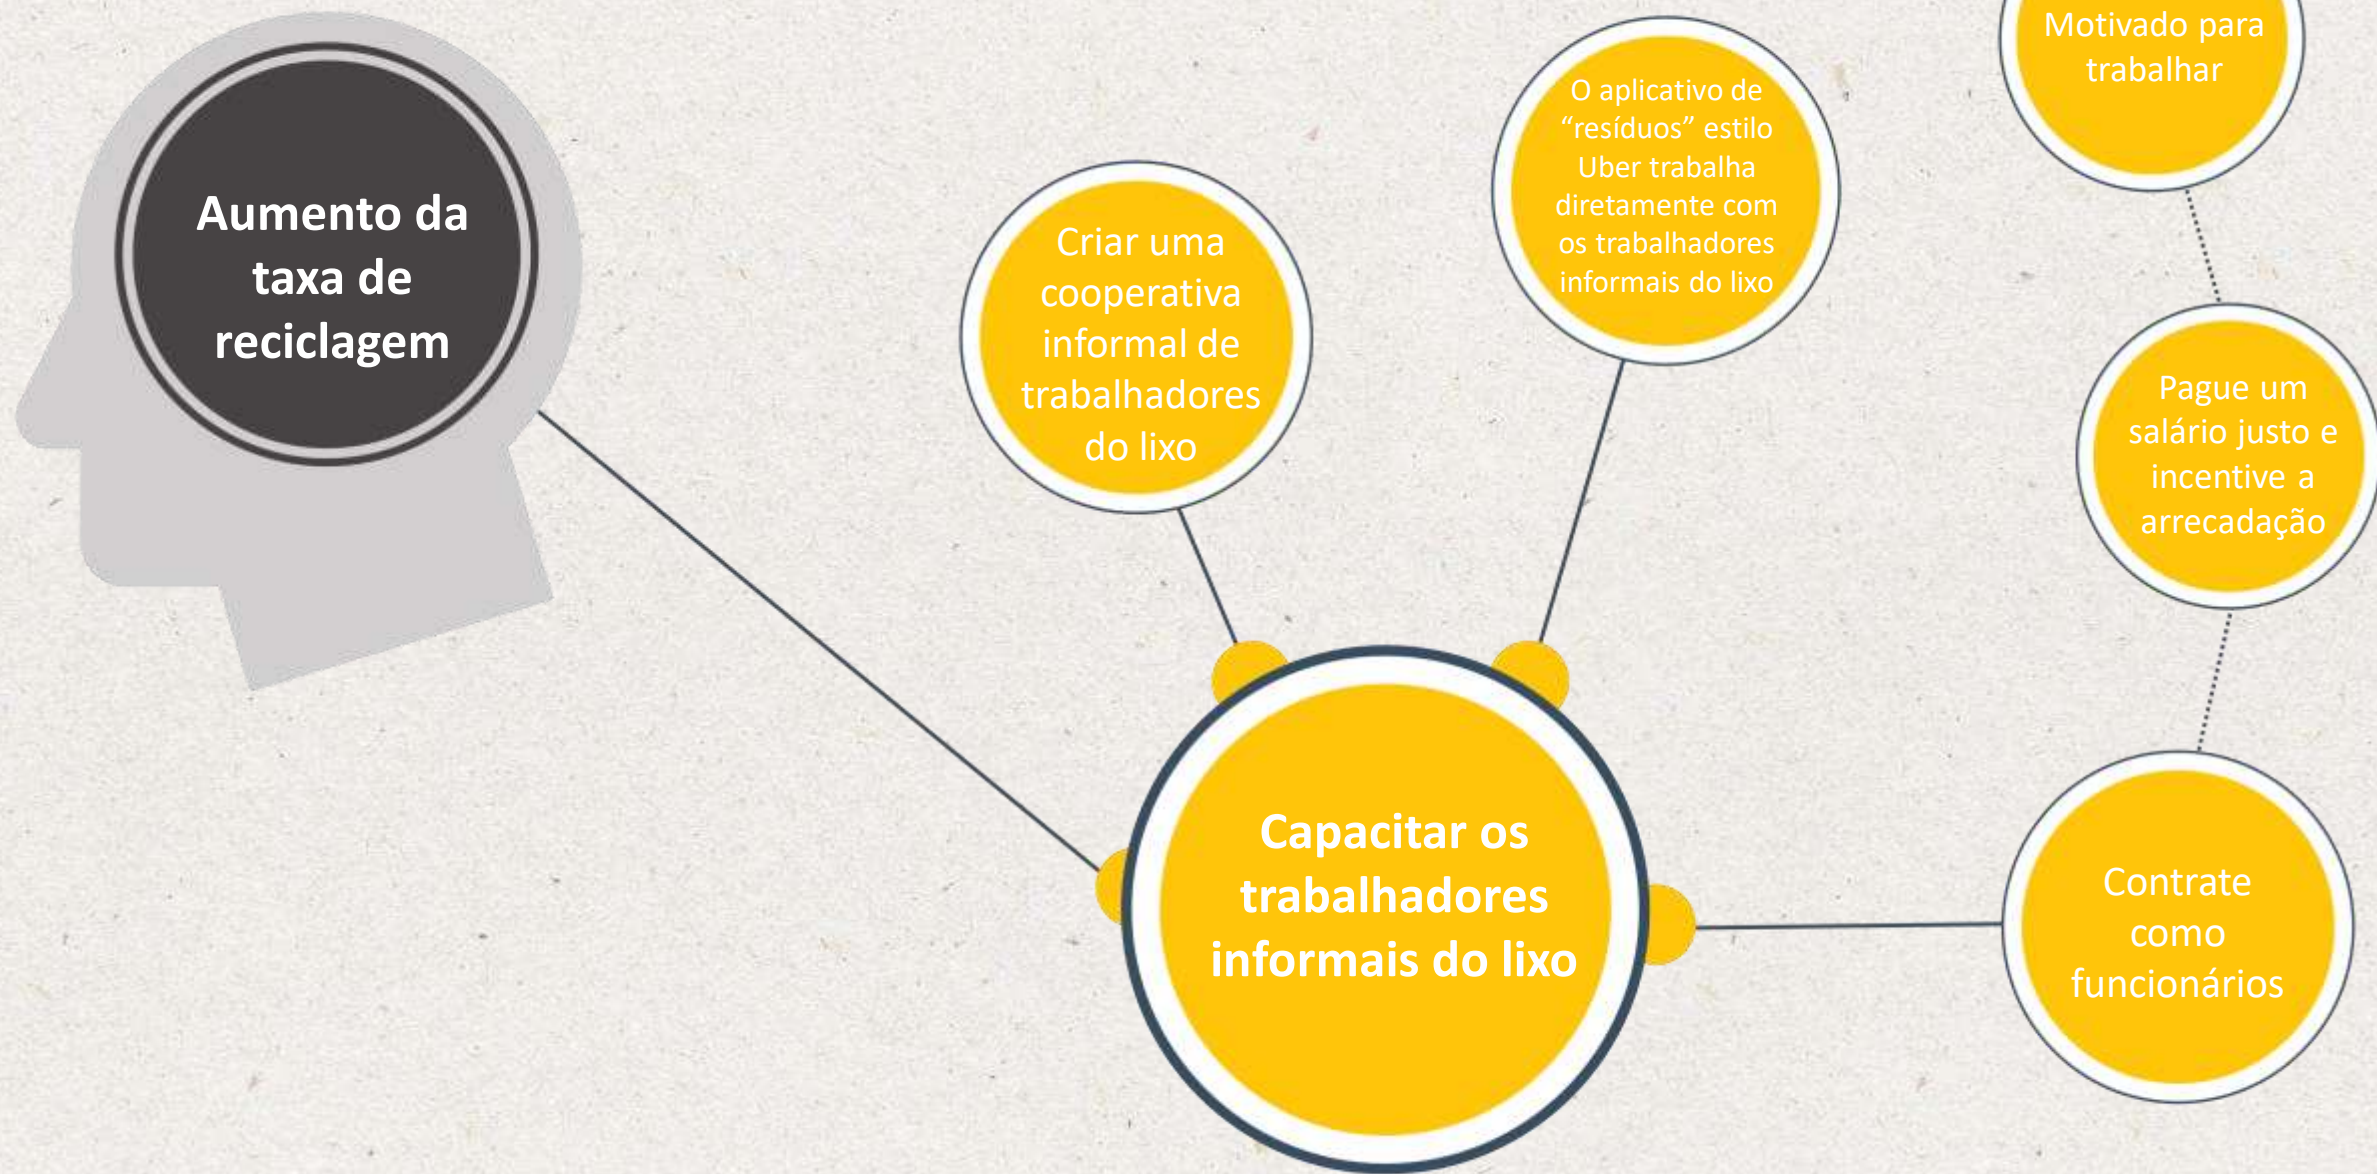 Aumento da
taxa de
reciclagem
Criar uma
cooperativa
informal de
trabalhadores
do lixo
O aplicativo de
“resíduos” estilo
Uber trabalha
diretamente com
os trabalhadores
informais do lixo
Motivado para
trabalhar
Pague um
salário justo e
incentive a
arrecadação
Capacitar os
trabalhadores
informais do lixo
Contrate
como
funcionários